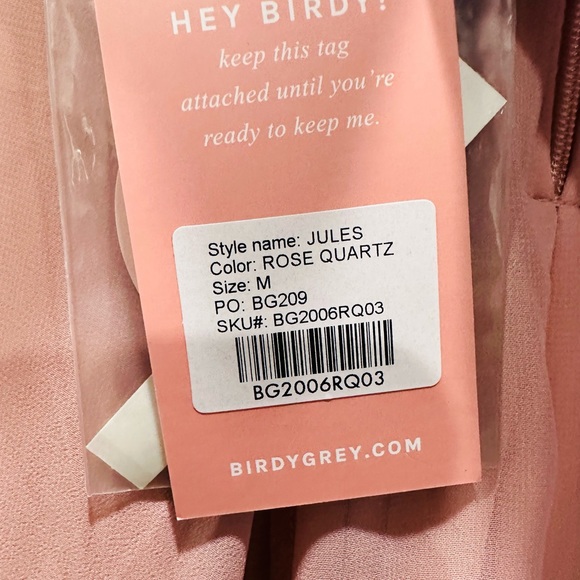 HEY BIRDY!
keep this tag
attached until you're
ready to keep me.
Style name: JULES
Color: ROSE QUARTZ
Size: M
PO: BG209
SKU#: BG2006RQ03
BG2006RQ03
BIRDYGREY.COM